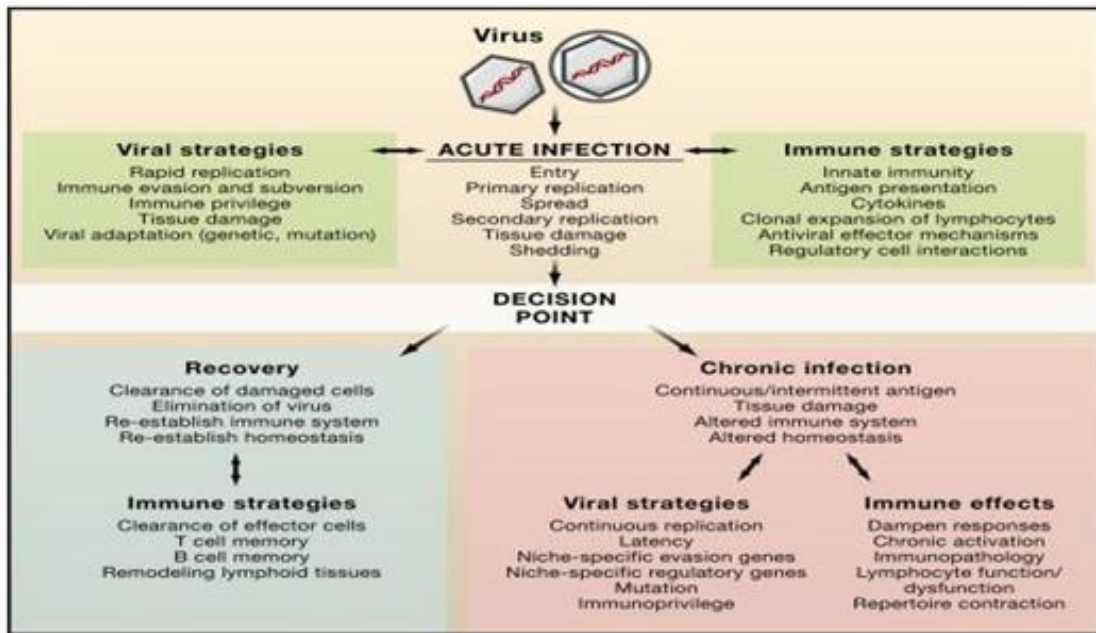 Virus
Viral strategies
Rapid replication
Immune evasion and subversion
Immune privilege
Tissue damage
Viral adaptation (genetic, mutation)
ACUTE INFECTION
Entry
Primary replication
Spread
Secondary replication
Tissue damage
Shedding
Immune strategies
Innate immunity
Antigen presentation
Cytokines
Clonal expansion of lymphocytes
Antiviral effector mechanisms
Regulatory cell interactions
DECISION
POINT
Recovery
Clearance of damaged cells
Elimination of virus
Re-establish immune system
Re-establish homeostasis
Immune strategies
Clearance of effector cells
T cell memory
B cell memory
Remodeling lymphoid tissues
Chronic infection
Continuous/intermittent antigen
Tissue damage
Altered immune system
Altered homeostasis
Viral strategies
Continuous replication
Latency
Niche-specific evasion genes
Niche-specific regulatory genes
Mutation
Immunoprivilege
Immune effects
Dampen responses
Chronic activation
Immunopathology
Lymphocyte function/
dysfunction
Repertoire contraction